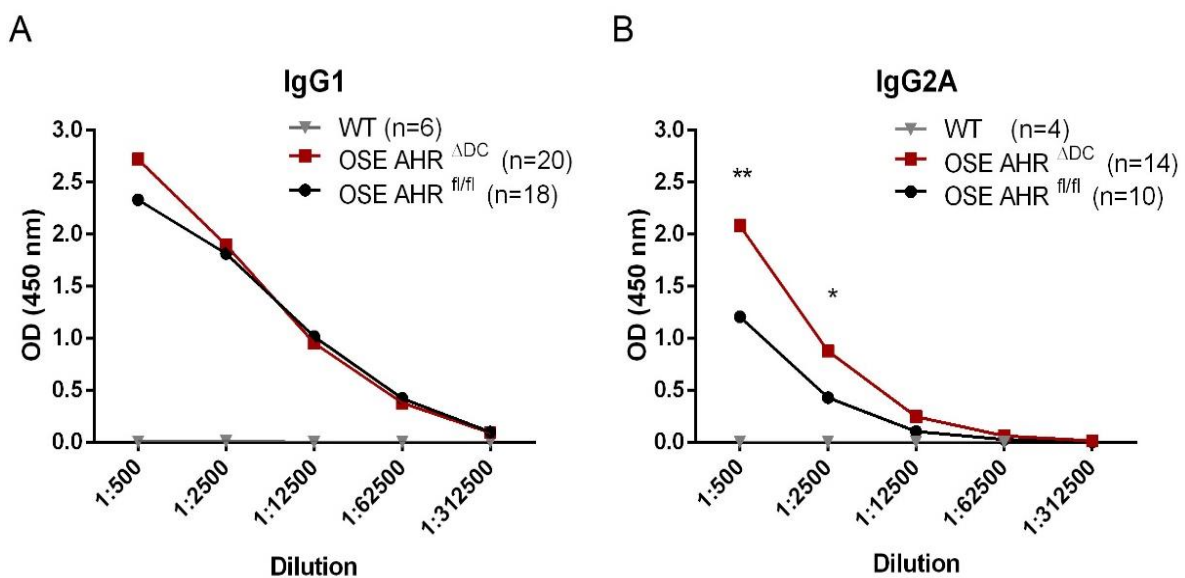 A
IgG1
WT (n=6)
OSE AHR ΔDC (n=20)
OSE AHR fl/fl (n=18)
3.0
2.5
2.0
1.5
1.0
0.5
0.0
OD (450 nm)
1:500
1:2500
1:12500
1:62500
1:312500
Dilution
B
IgG2A
WT (n=4)
OSE AHR ΔDC (n=14)
OSE AHR fl/fl (n=10)
3.0
2.5
2.0
1.5
1.0
0.5
0.0
OD (450 nm)
**
*
1:500
1:2500
1:12500
1:62500
1:312500
Dilution